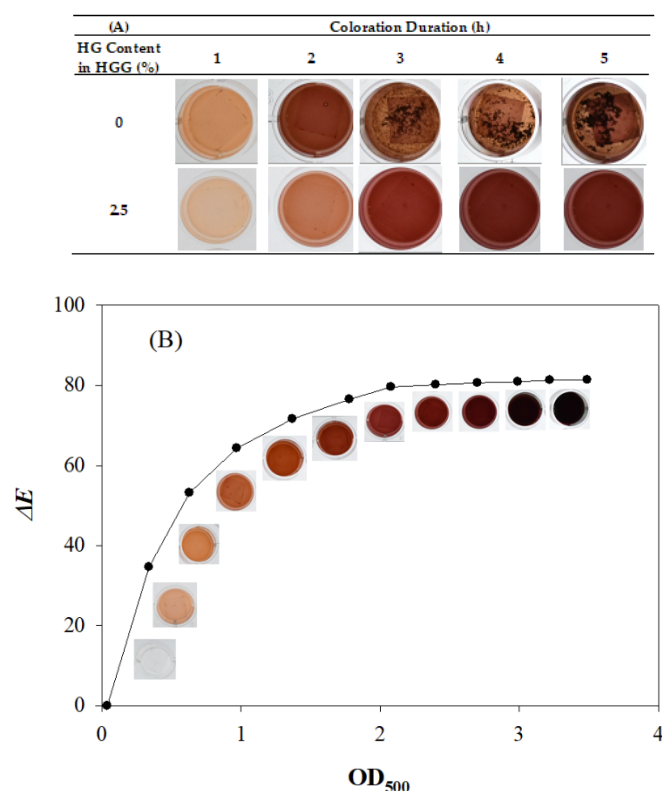 (A) Coloration Duration (h)
HG Content
in HGG (%) 1 2 3 4 5
0
25
(B)
100
80
60
40
20
0
ΔE
0 1 2 3 4
OD500